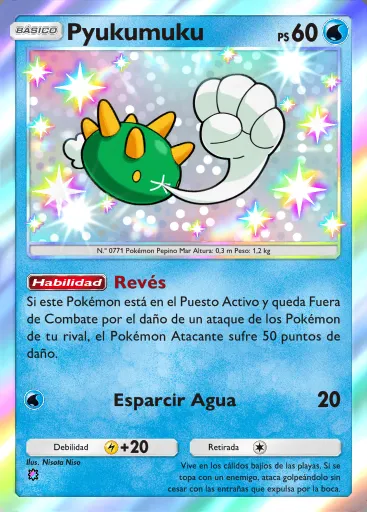 BÁSICO Pyukumuku PS 60
N.º 0771 Pokémon Pepino Mar Altura: 0,3 m Peso: 1,2 kg
Habilidad Revés
Si este Pokémon está en el Puesto Activo y queda Fuera
de Combate por el daño de un ataque de los Pokémon
de tu rival, el Pokémon Atacante sufre 50 puntos de
daño.
Esparcir Agua 20
Debilidad +20 Retirada
Ilus. Nisota Niso
Vive en los cálidos bajíos de las playas. Si se
topa con un enemigo, ataca golpeándolo sin
cesar con las entrañas que expulsa por la boca.